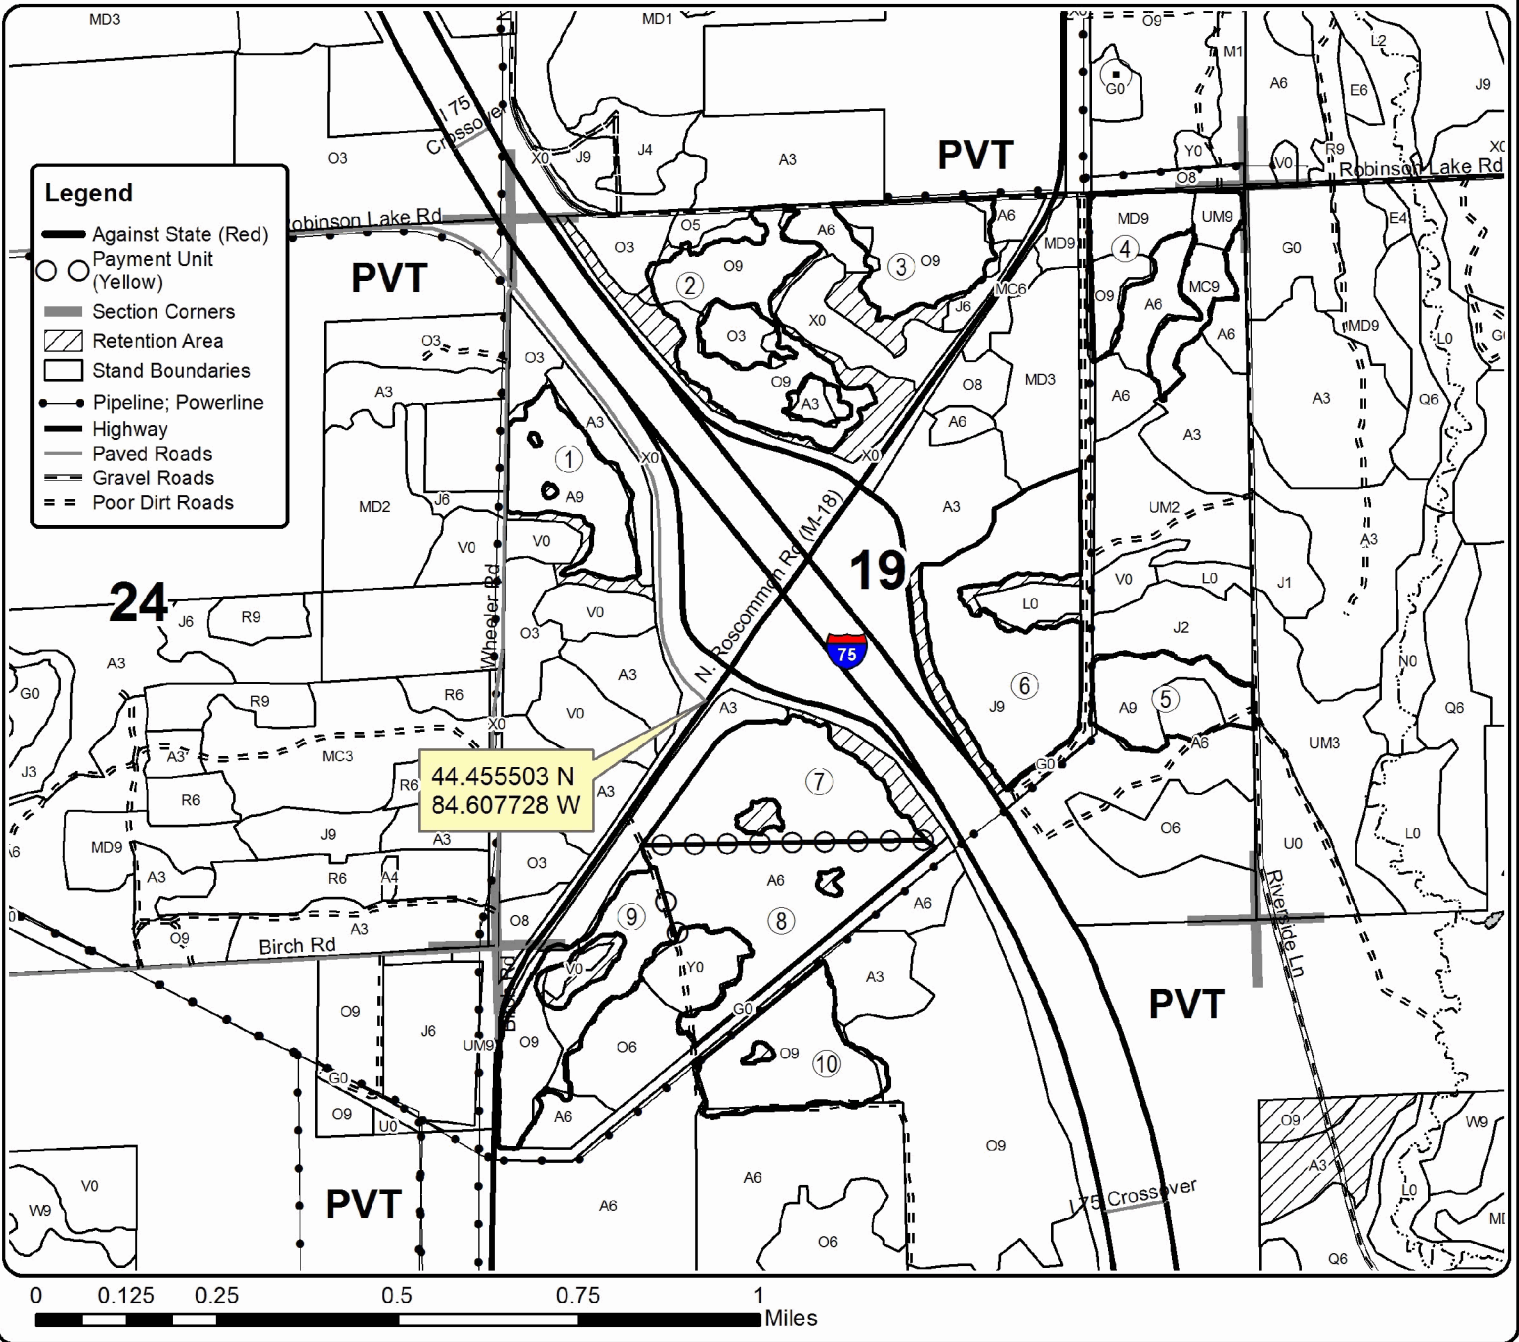 MD3
MD1
X0
O9
M1
L2
J9
A6
E6
G0
I 75
Crossover
O3
X0
J9
J4
A3
PVT
Y0
V0
R9
X0
O8
Robinson Lake Rd
Legend
Against State (Red)
Payment Unit
(Yellow)
Section Corners
Retention Area
Stand Boundaries
Pipeline; Powerline
Highway
Paved Roads
Gravel Roads
Poor Dirt Roads
Robinson Lake Rd
PVT
O3
O5
A6
A6
MD9
MD9
UM9
E4
G0
4
2
O9
3
O9
MC6
O9
A6
MC9
J6
X0
O3
A6
MD9
L0
O3
O3
A3
O9
A3
O8
MD3
A6
A3
Q6
A3
A6
A3
1
X0
X0
A9
MD2
J6
A3
UM2
V0
V0
N. Roscommon Rd (M-18)
19
A3
24
J6
R9
Wheeler Rd
O3
V0
V0
L0
J1
L0
J2
75
A3
A3
N0
G0
R9
R6
V0
A3
6
J9
5
A9
Q6
X0
A6
UM3
A3
MC3
J3
44.455503 N
84.607728 W
7
G0
R6
R6
A3
J9
A3
O6
L0
U0
A6
MD9
A3
R6
A4
O3
A6
9
8
A6
O8
O9
A3
Birch Rd
V0
Y0
A3
Riverside Ln
O9
J6
G0
PVT
UM9
O9
O6
O9
10
G0
O9
U0
A6
O9
O9
W9
A3
V0
PVT
A6
A6
L0
I 75 Crossover
W9
O6
Q6
0
0.125
0.25
0.5
0.75
1
Miles